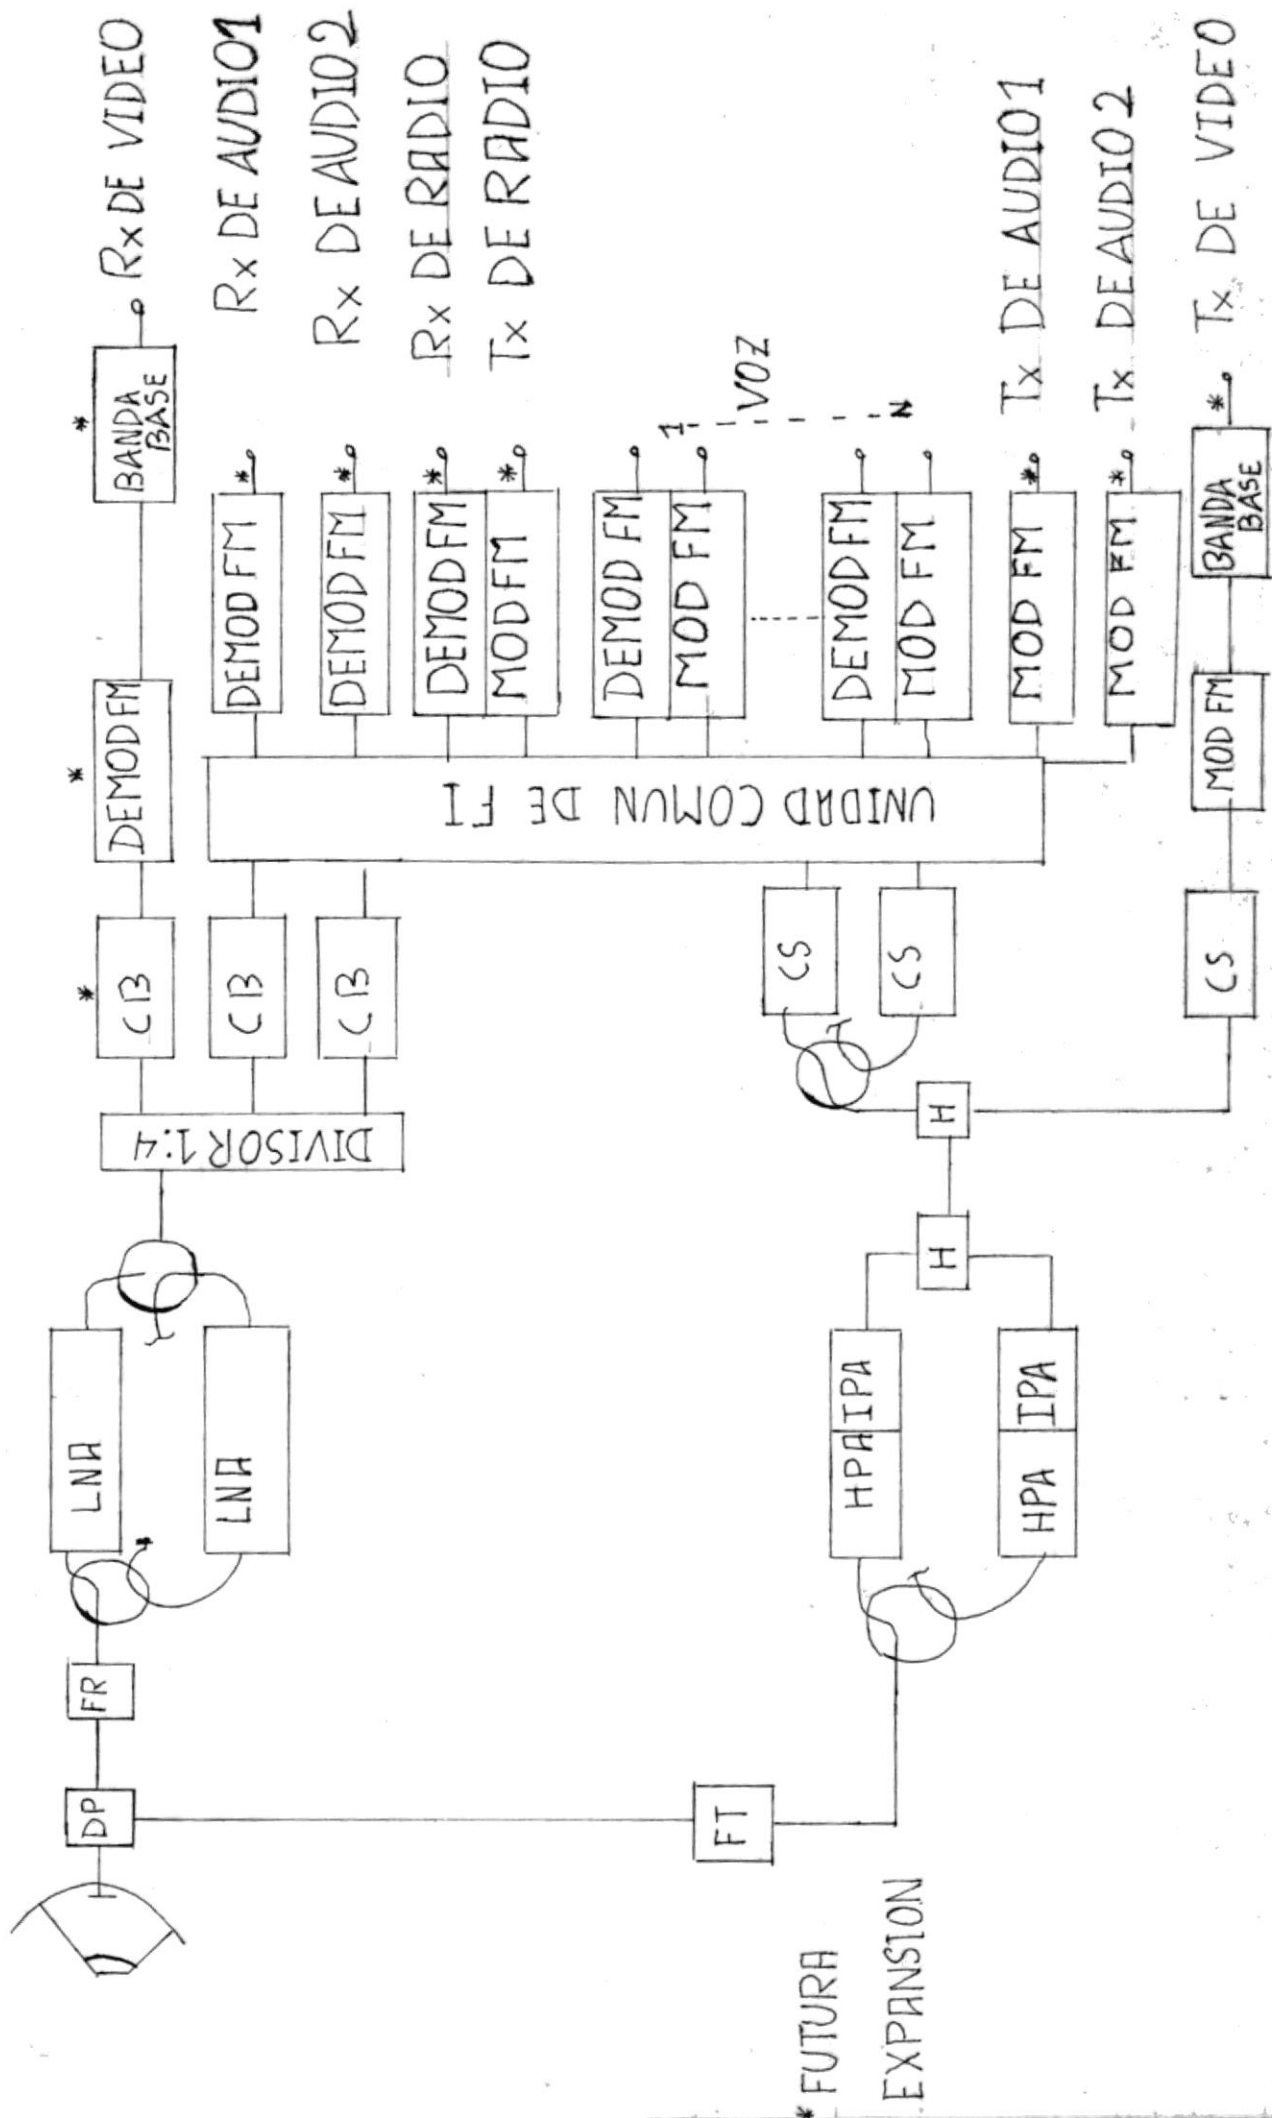 Rx DE VIDEO
Rx DE AUDIO1
Rx DE AUDIO2
Rx DE RADIO
Tx DE RADIO
1
VOZ
N
Tx DE AUDIO1
Tx DE AUDIO2
Tx DE VIDEO
*
BANDA
BASE
*
DEMOD FM
*
CB
DEMOD FM *
DEMOD FM *
DEMOD FM *
MOD FM *
DEMOD FM
MOD FM
DEMOD FM
MOD FM
MOD FM *
MOD FM *
BANDA
BASE
*
MOD FM
CS
UNIDAD COMUN DE FI
CB
CB
CS
CS
DIVISOR 1:4
H
H
LNA
LNA
HPA IPA
HPA IPA
FR
DP
FT
* FUTURA
EXPANSION